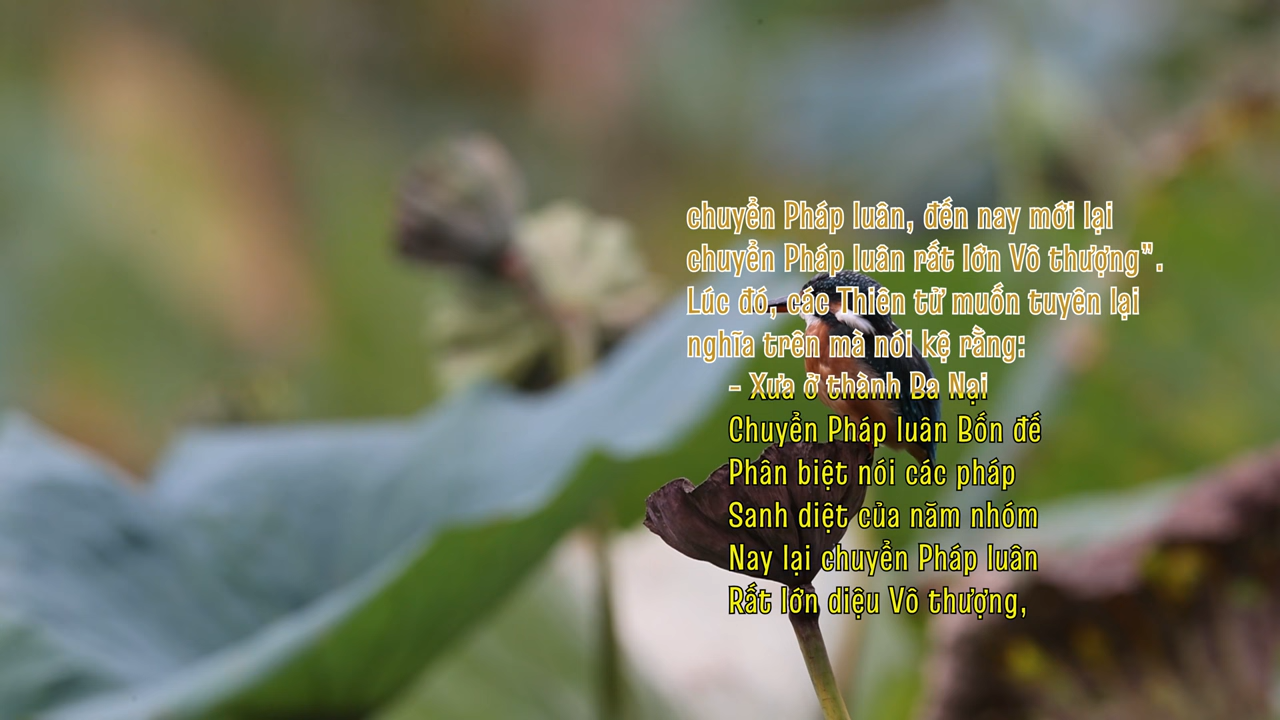 chuyển Pháp luân, đến nay mới lại
chuyển Pháp luân rất lớn Vô thượng”.
Lúc đó, các Thiên tử muốn tuyên lại
nghĩa trên mà nói kệ rằng:
- Xưa ở thành Ba Nại
Chuyển Pháp luân Bốn đế
Phân biệt nói các pháp
Sanh diệt của năm nhóm
Nay lại chuyển Pháp luân
Rất lớn diệu Vô thượng,